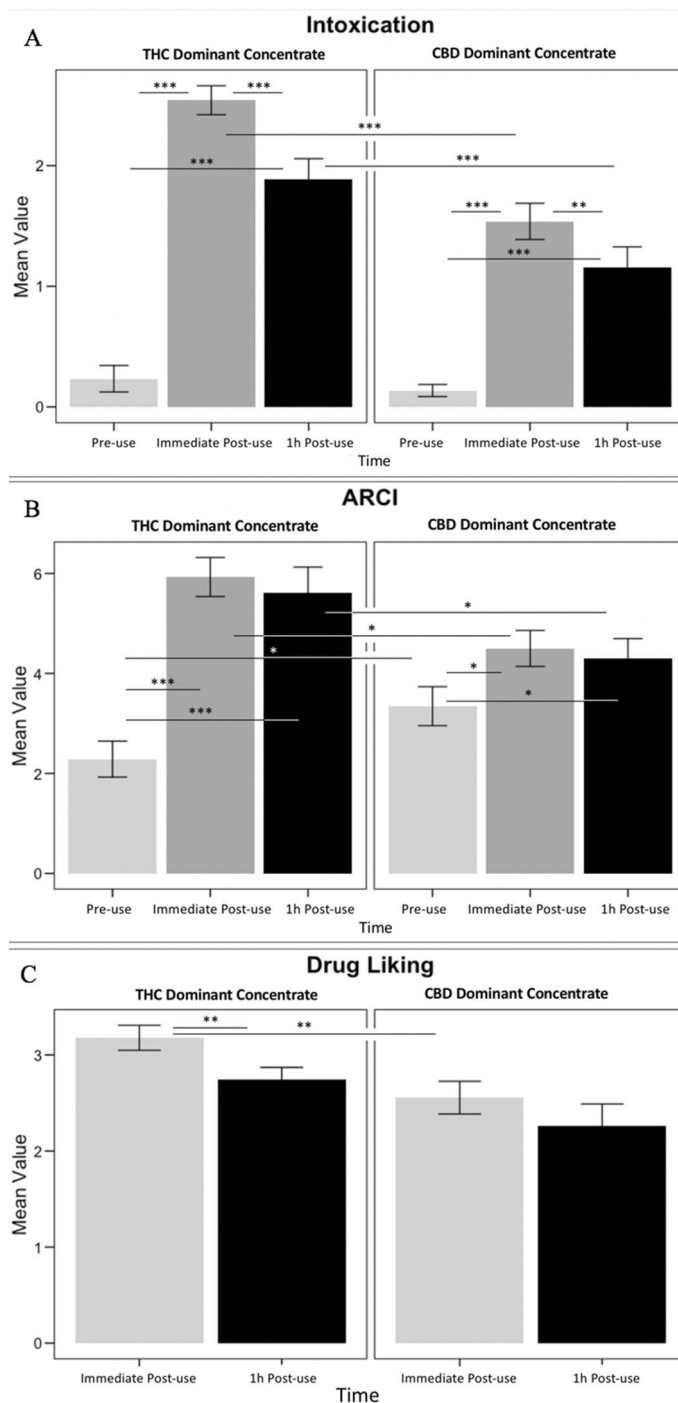 A
Intoxication
THC Dominant Concentrate
CBD Dominant Concentrate
Mean Value
2
1
0
***
***
***
***
***
***
**
***
Pre-use
Immediate Post-use
1h Post-use
Pre-use
Immediate Post-use
1h Post-use
Time
B
ARCI
THC Dominant Concentrate
CBD Dominant Concentrate
Mean Value
6
4
2
0
*
*
*
***
*
***
*
Pre-use
Immediate Post-use
1h Post-use
Pre-use
Immediate Post-use
1h Post-use
Time
C
Drug Liking
THC Dominant Concentrate
CBD Dominant Concentrate
Mean Value
3
2
1
0
**
**
Immediate Post-use
1h Post-use
Immediate Post-use
1h Post-use
Time